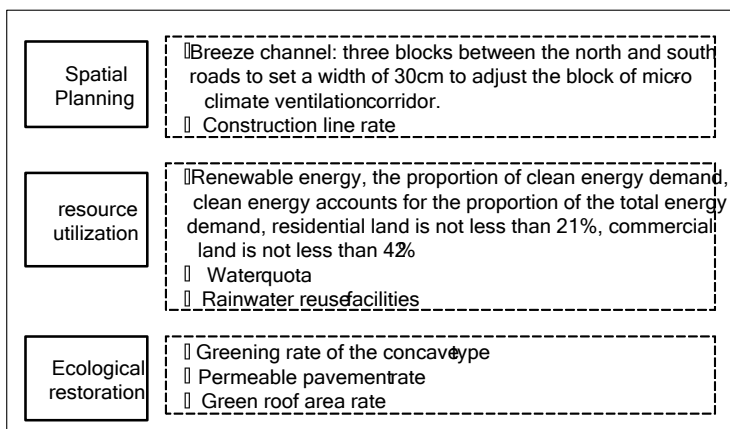 Spatial
Planning
Breeze channel: three blocks between the north and south
roads to set a width of 30cm to adjust the block of micro-
climate ventilationcorridor.
Construction line rate
resource
utilization
Renewable energy, the proportion of clean energy demand,
clean energy accounts for the proportion of the total energy
demand, residential land is not less than 21%, commercial
land is not less than 42%
Waterquota
Rainwater reusefacilities
Ecological
restoration
Greening rate of the concavetype
Permeable pavementrate
Green roof area rate